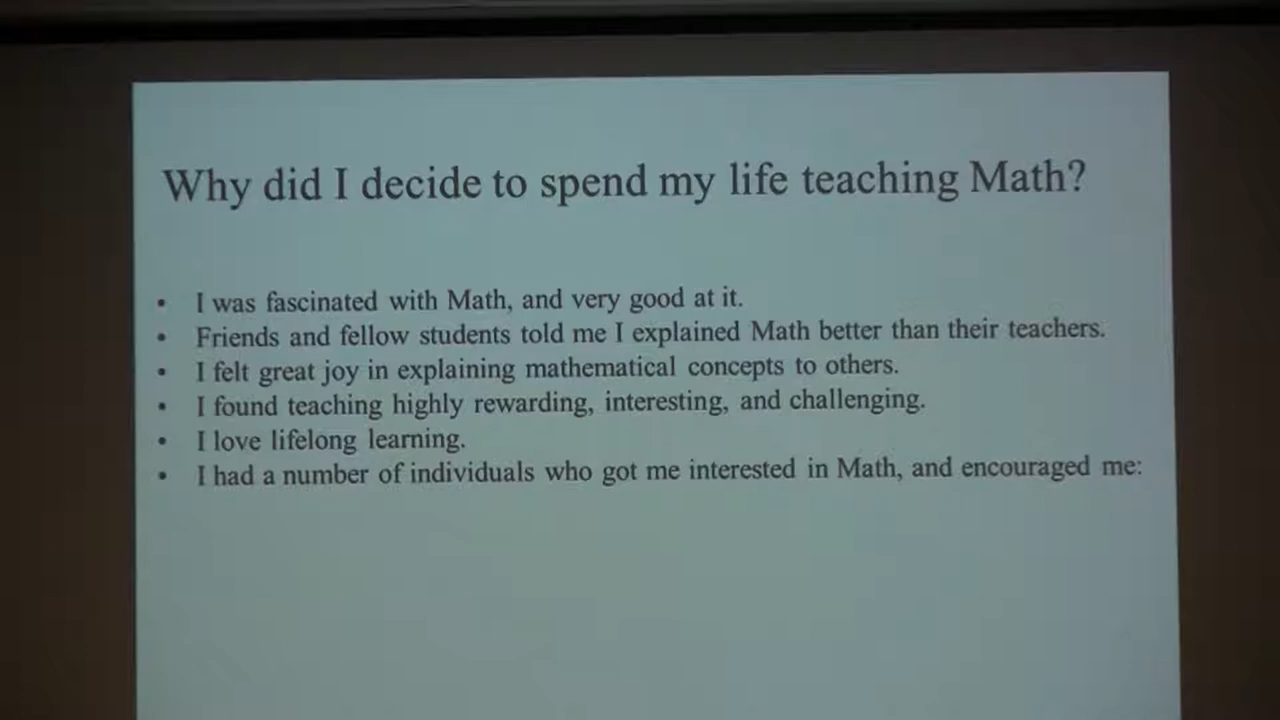 Why did I decide to spend my life teaching Math?
• I was fascinated with Math, and very good at it.
• Friends and fellow students told me I explained Math better than their teachers.
• I felt great joy in explaining mathematical concepts to others.
• I found teaching highly rewarding, interesting, and challenging.
• I love lifelong learning.
• I had a number of individuals who got me interested in Math, and encouraged me: